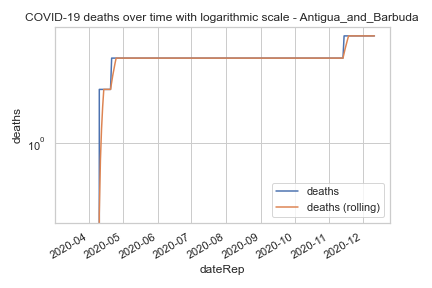 COVID-19 deaths over time with logarithmic scale - Antigua_and_Barbuda
deaths
10⁰
deaths
deaths (rolling)
2020-04
2020-05
2020-06
2020-07
2020-08
2020-09
2020-10
2020-11
2020-12
dateRep